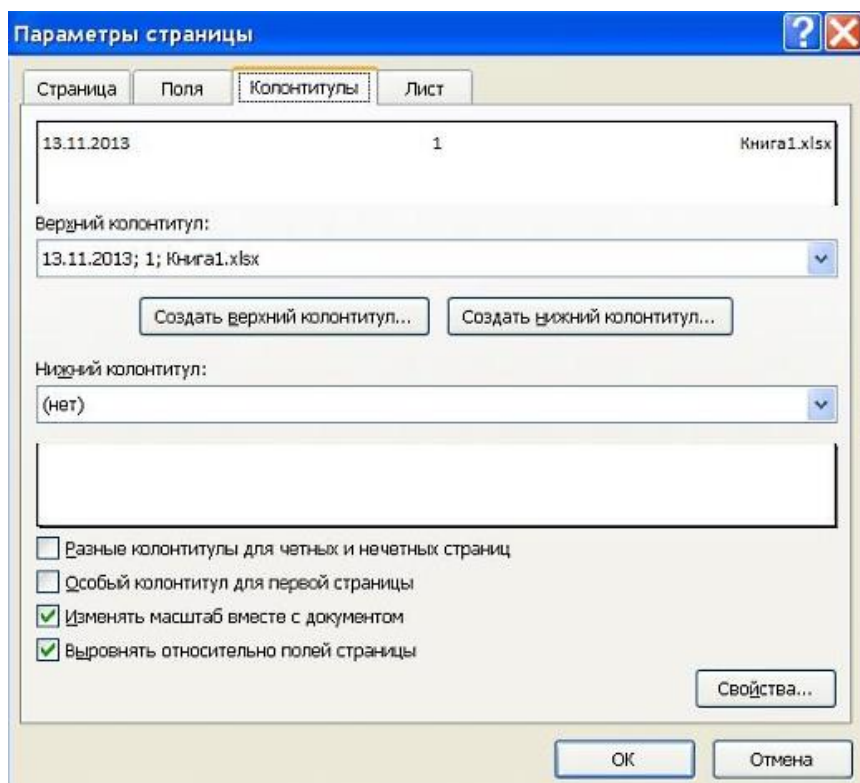 Параметры страницы
Страница Поля Колонтитулы Лист
13.11.2013 1 Книга1.xlsx
Верхний колонтитул:
13.11.2013; 1; Книга1.xlsx
Создать верхний колонтитул... Создать нижний колонтитул...
Нижний колонтитул:
(нет)
Разные колонтитулы для четных и нечетных страниц
Особый колонтитул для первой страницы
Изменять масштаб вместе с документом
Выровнять относительно полей страницы
Свойства...
ОК Отмена